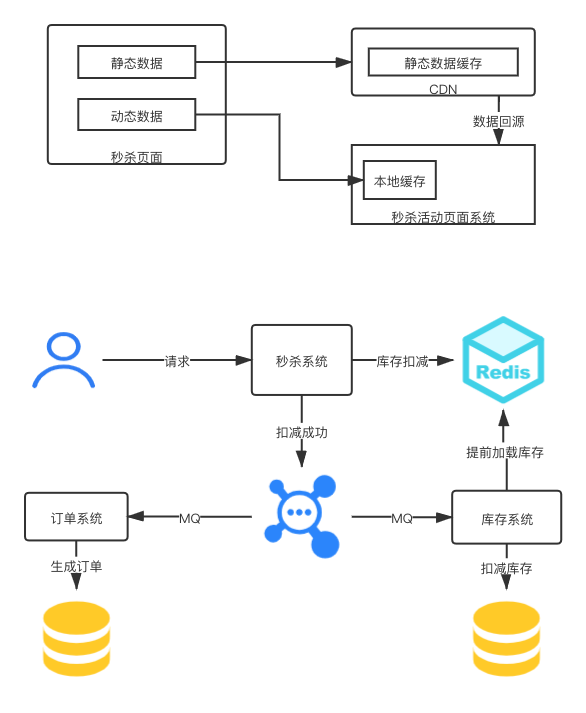 静态数据
静态数据缓存
CDN
动态数据
数据回源
秒杀页面
本地缓存
秒杀活动页面系统
请求
秒杀系统
库存扣减
Redis
扣减成功
提前加载库存
订单系统
MQ
MQ
库存系统
生成订单
扣减库存